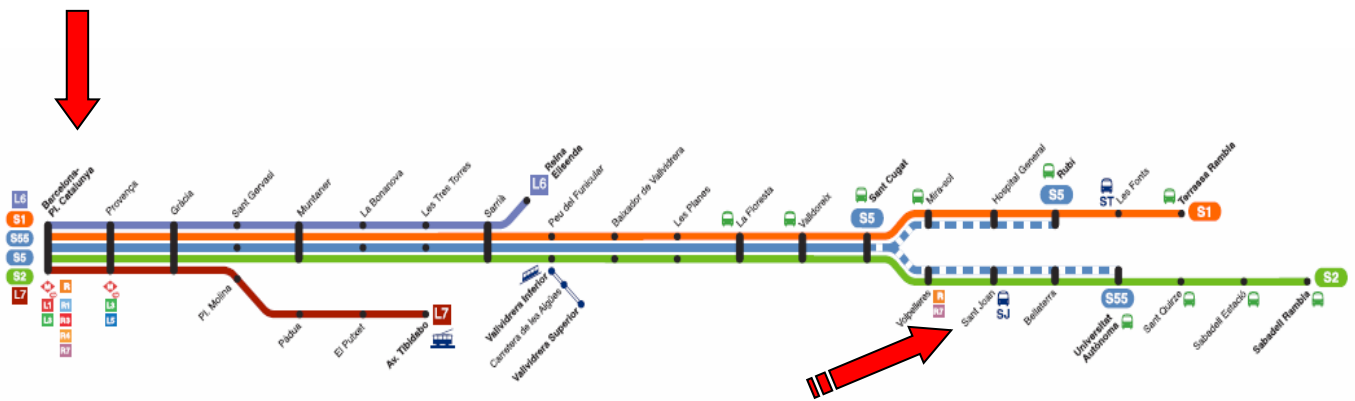 Barcelona-
Pl. Catalunya
Provença
Gràcia
Sant Gervasi
Muntaner
La Bonanova
Les Tres Torres
Sarrià
Reina
Elisenda
L6
Peu del Funicular
Baixador de Vallvidrera
Les Planes
La Floresta
Valldoreix
Sant Cugat
S5
Mira-sol
Hospital General
Rubí
S5
ST
Les Fonts
Terrassa Rambla
S1
L6
S1
S55
S5
S2
L7
L1
L3
R
R1
R3
R4
R7
L3
L5
Pl. Molina
Pàdua
El Putxet
Av. Tibidabo
L7
Vallvidrera Inferior
Carretera de les Aigües
Vallvidrera Superior
Volpelleres
R
R7
Sant Joan
SJ
Bellaterra
Universitat
Autònoma
S55
Sant Quirze
Sabadell Estació
Sabadell Rambla
S2